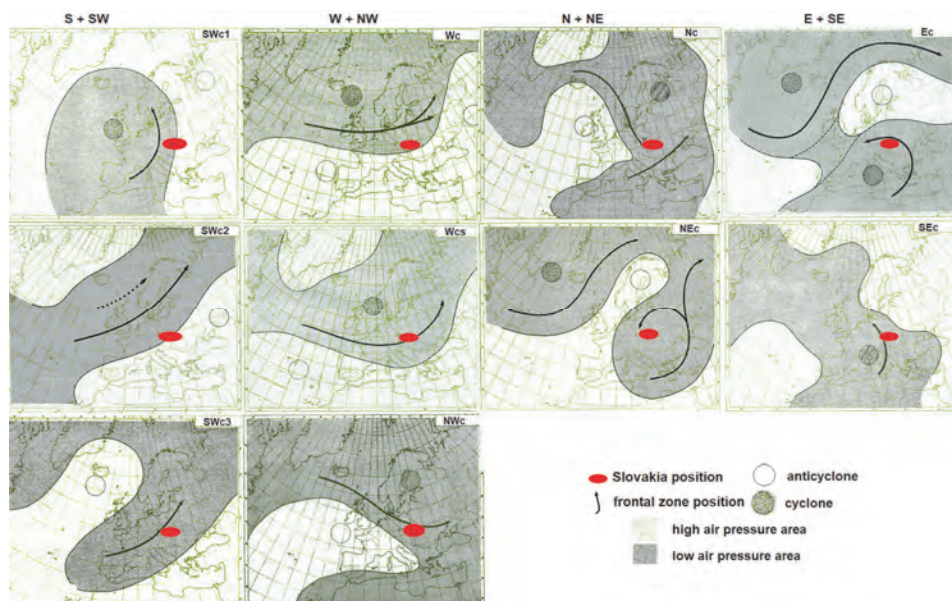 S + SW W + NW N + NE E + SE
SWc1 Wc Nc Ec
SWc2 Wcs NEc SEc
SWc3 NWc
Slovakia position anticyclone
frontal zone position cyclone
high air pressure area
low air pressure area